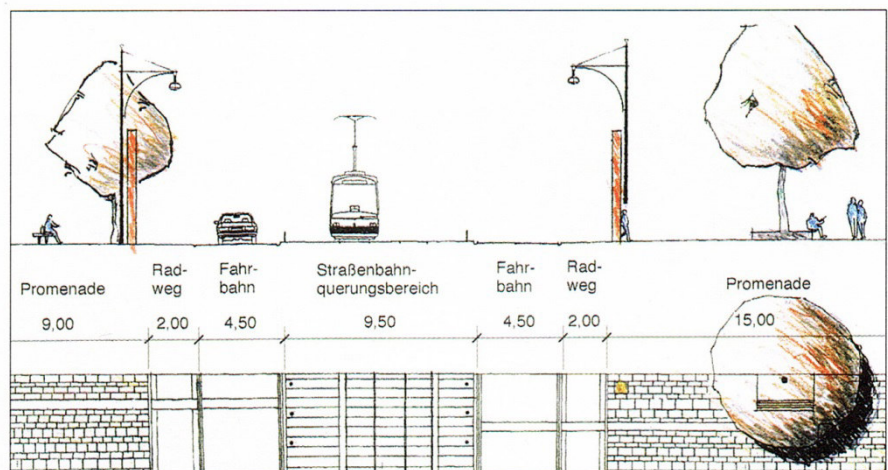 Promenade
9,00
Rad-
weg
2,00
Fahr-
bahn
4,50
Straßenbahn-
querungsbereich
9,50
Fahr-
bahn
4,50
Rad-
weg
2,00
Promenade
15,00